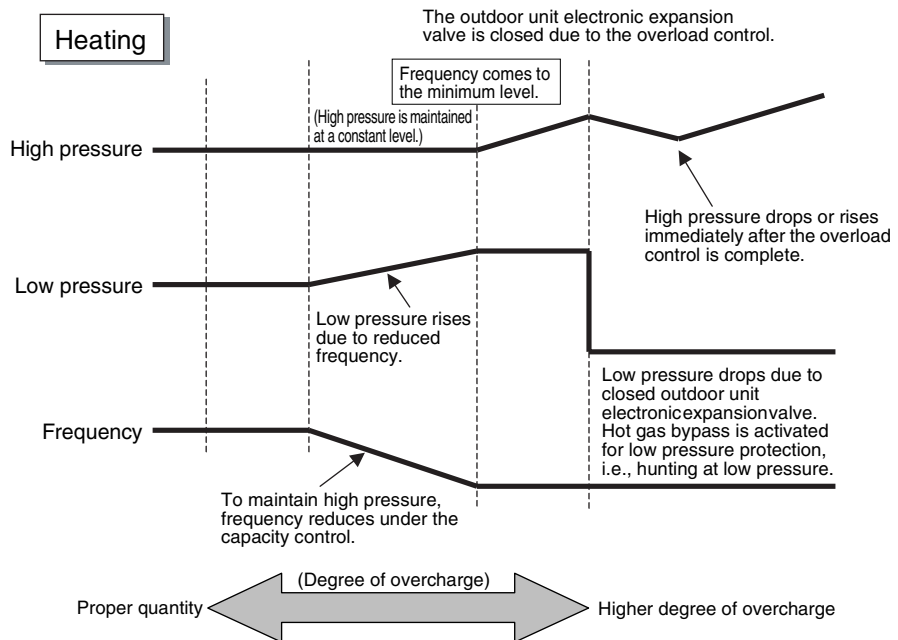 Heating
The outdoor unit electronic expansion
valve is closed due to the overload control.
Frequency comes to
the minimum level.
(High pressure is maintained
at a constant level.)
High pressure
High pressure drops or rises
immediately after the overload
control is complete.
Low pressure
Low pressure rises
due to reduced
frequency.
Low pressure drops due to
closed outdoor unit
electronicexpansionvalve.
Hot gas bypass is activated
for low pressure protection,
i.e., hunting at low pressure.
Frequency
To maintain high pressure,
frequency reduces under the
capacity control.
(Degree of overcharge)
Proper quantity
Higher degree of overcharge